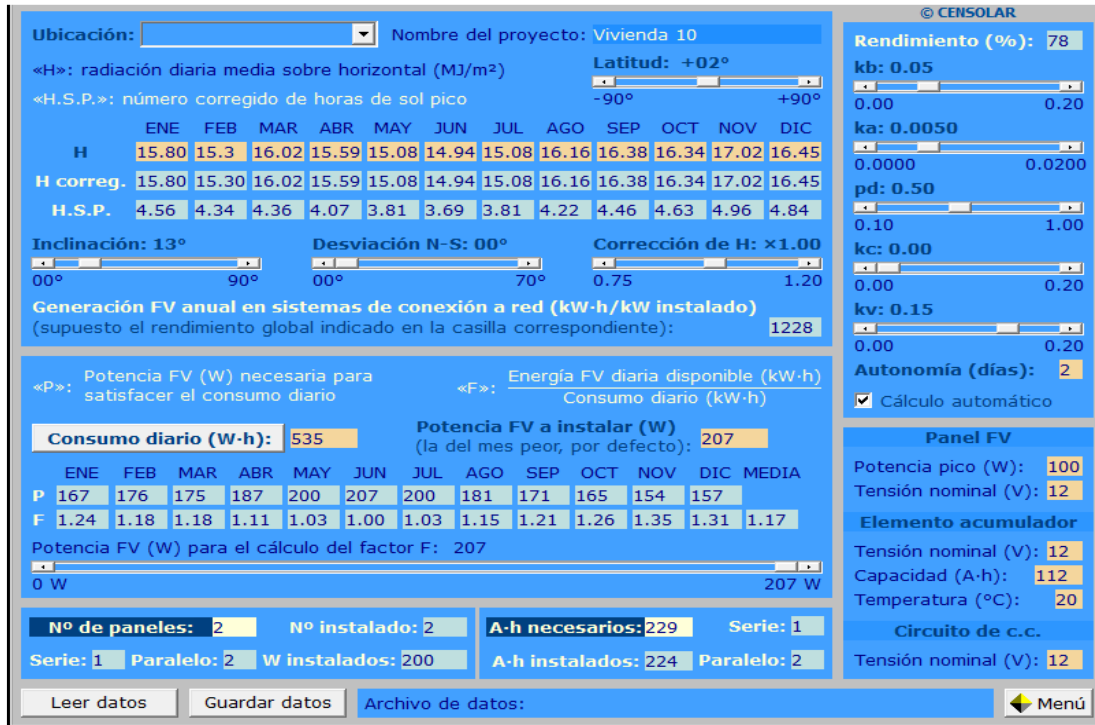 © CENSOLAR
Ubicación: Nombre del proyecto: Vivienda 10
«H»: radiación diaria media sobre horizontal (MJ/m²)
Latitud: +02°
-90° +90°
«H.S.P.»: número corregido de horas de sol pico
ENE FEB MAR ABR MAY JUN JUL AGO SEP OCT NOV DIC
H 15.80 15.3 16.02 15.59 15.08 14.94 15.08 16.16 16.38 16.34 17.02 16.45
H correg. 15.80 15.30 16.02 15.59 15.08 14.94 15.08 16.16 16.38 16.34 17.02 16.45
H.S.P. 4.56 4.34 4.36 4.07 3.81 3.69 3.81 4.22 4.46 4.63 4.96 4.84
Inclinación: 13° Desviación N-S: 00° Corrección de H: ×1.00
00° 90° 00° 70° 0.75 1.20
Generación FV anual en sistemas de conexión a red (kW·h/kW instalado)
(supuesto el rendimiento global indicado en la casilla correspondiente): 1228
«P»: Potencia FV (W) necesaria para
satisfacer el consumo diario
«F»: Energía FV diaria disponible (kW·h)
Consumo diario (kW·h)
Consumo diario (W·h): 535
Potencia FV a instalar (W)
(la del mes peor, por defecto): 207
ENE FEB MAR ABR MAY JUN JUL AGO SEP OCT NOV DIC MEDIA
P 167 176 175 187 200 207 200 181 171 165 154 157
F 1.24 1.18 1.18 1.11 1.03 1.00 1.03 1.15 1.21 1.26 1.35 1.31 1.17
Potencia FV (W) para el cálculo del factor F: 207
0 W 207 W
Nº de paneles: 2 Nº instalado: 2
Serie: 1 Paralelo: 2 W instalados: 200
A·h necesarios: 229 Serie: 1
A·h instalados: 224 Paralelo: 2
Rendimiento (%): 78
kb: 0.05
0.00 0.20
ka: 0.0050
0.0000 0.0200
pd: 0.50
0.10 1.00
kc: 0.00
0.00 0.20
kv: 0.15
0.00 0.20
Autonomía (días): 2
Cálculo automático
Panel FV
Potencia pico (W): 100
Tensión nominal (V): 12
Elemento acumulador
Tensión nominal (V): 12
Capacidad (A·h): 112
Temperatura (°C): 20
Circuito de c.c.
Tensión nominal (V): 12
Leer datos Guardar datos Archivo de datos: Menú